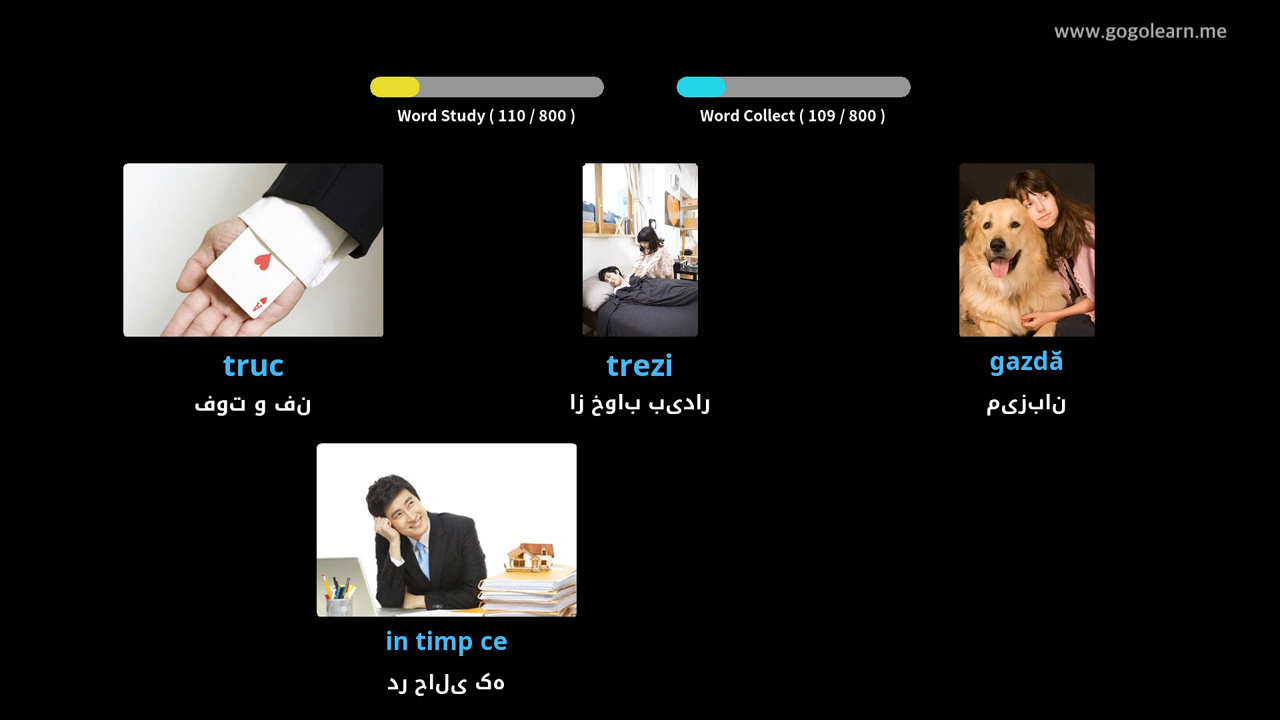 www.gogolearn.me
Word Study ( 110 / 800 )
Word Collect ( 109 / 800 )
truc
نف و توف
trezi
رادیب باوخ زا
gazdă
نابزیم
in timp ce
هک یلاح رد